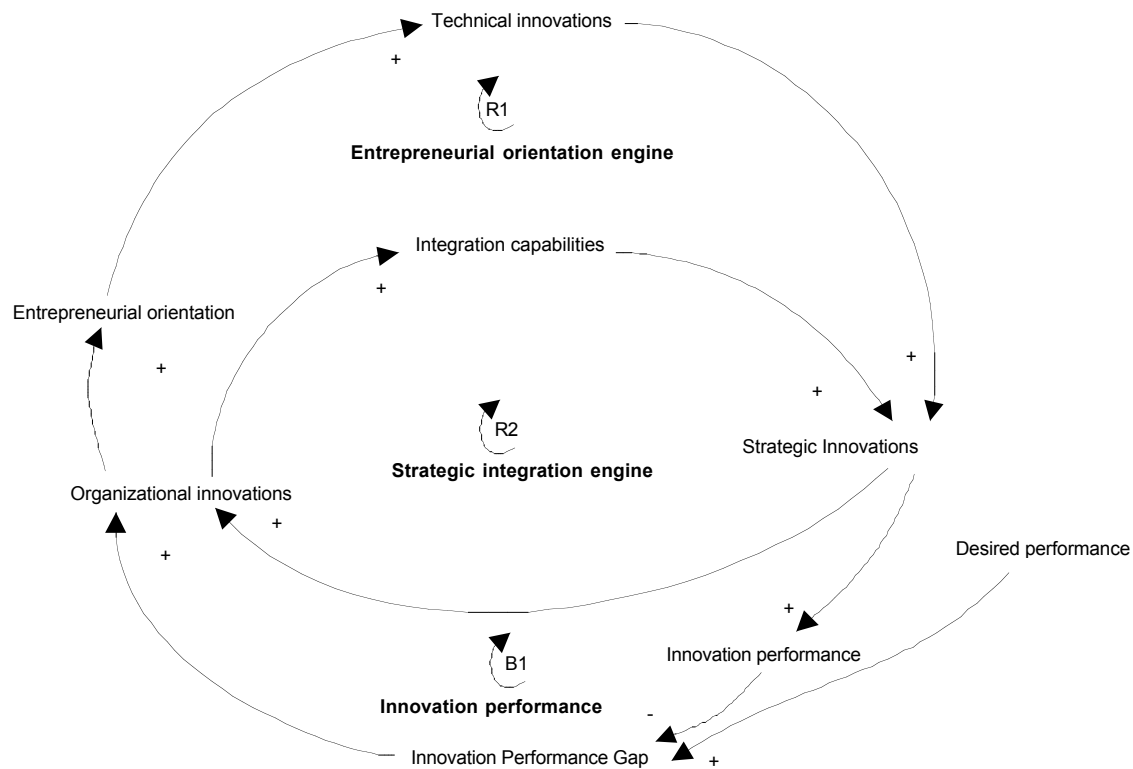 Technical innovations
+
R1
Entrepreneurial orientation engine
Integration capabilities
+
Entrepreneurial orientation
+
+
+
R2
Strategic Innovations
Strategic integration engine
Organizational innovations
+
+
Desired performance
+
Innovation performance
B1
Innovation performance
-
Innovation Performance Gap
+